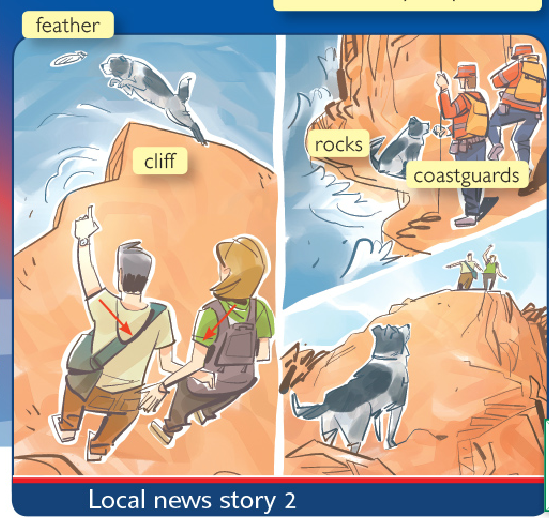 feather
cliff
rocks
coastguards
Local news story 2